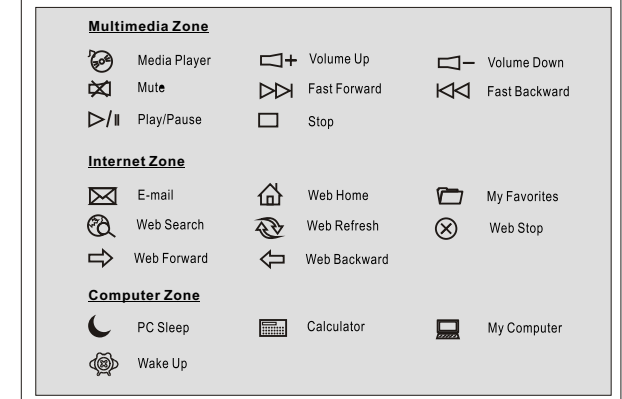 Multimedia Zone
Media Player Volume Up Volume Down
Mute Fast Forward Fast Backward
Play/Pause Stop
Internet Zone
E-mail Web Home My Favorites
Web Search Web Refresh Web Stop
Web Forward Web Backward
Computer Zone
PC Sleep Calculator My Computer
Wake Up